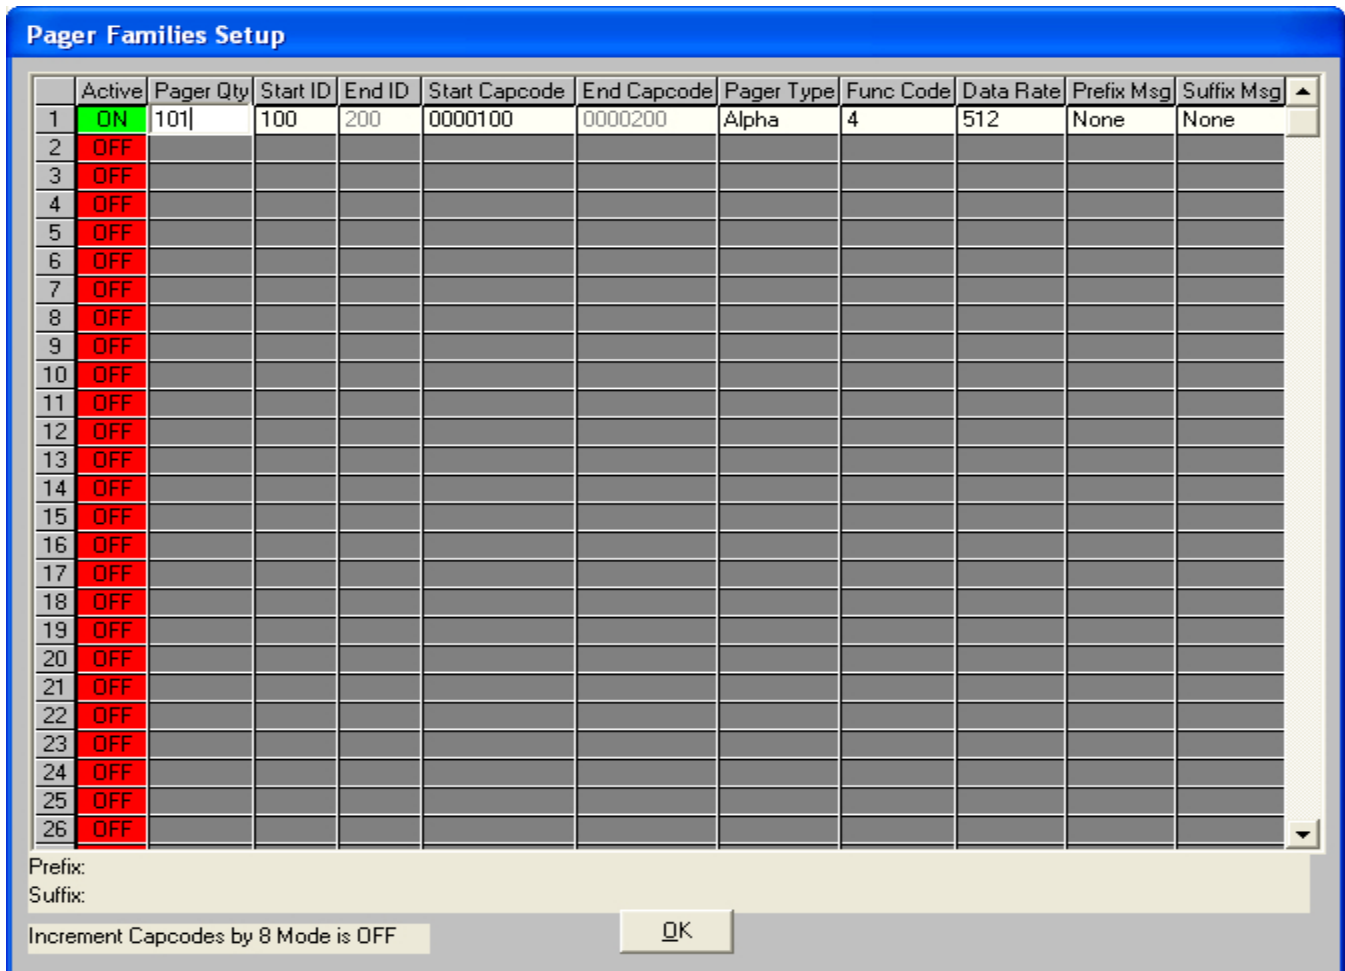 Pager Families Setup
Active Pager Qty Start ID End ID Start Capcode End Capcode Pager Type Func Code Data Rate Prefix Msg Suffix Msg
1 ON 101 100 200 0000100 0000200 Alpha 4 512 None None
2 OFF
3 OFF
4 OFF
5 OFF
6 OFF
7 OFF
8 OFF
9 OFF
10 OFF
11 OFF
12 OFF
13 OFF
14 OFF
15 OFF
16 OFF
17 OFF
18 OFF
19 OFF
20 OFF
21 OFF
22 OFF
23 OFF
24 OFF
25 OFF
26 OFF
Prefix:
Suffix:
Increment Capcodes by 8 Mode is OFF
OK